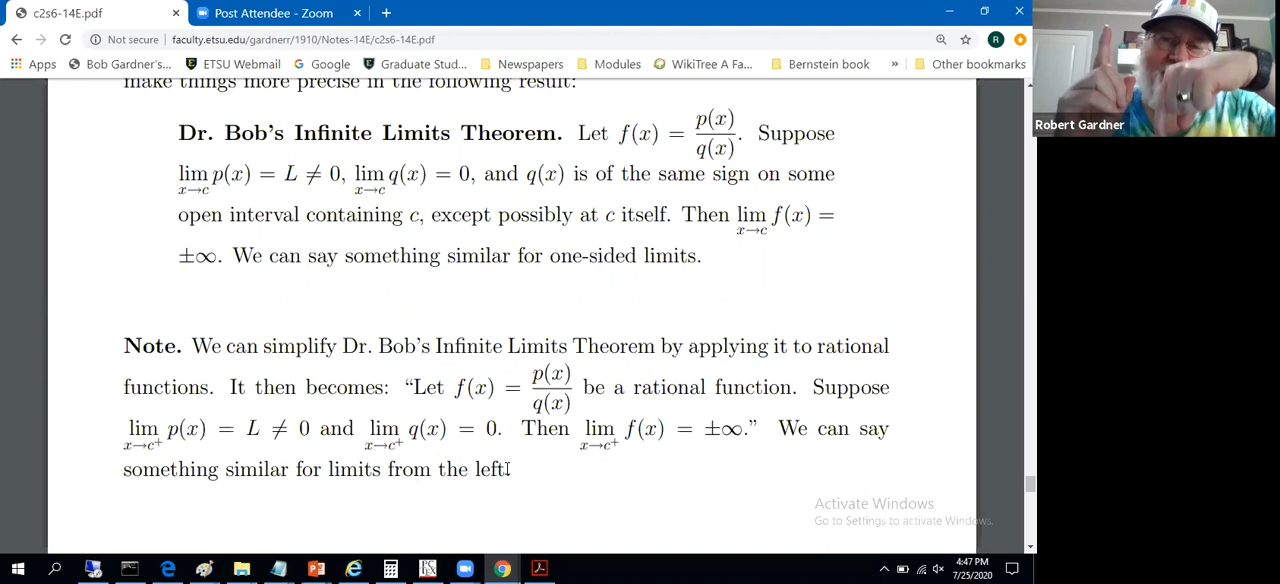 c2s6-14E.pdf
Post Attendee - Zoom
Not secure | faculty.etsu.edu/gardnerr/1910/Notes-14E/c2s6-14E.pdf
R
Apps
Bob Gardner's...
ETSU Webmail
Google
Graduate Stud...
Newspapers
Modules
WikiTree A Fa...
Bernstein book
»
Other bookmarks
make things more precise in the following result:
Dr. Bob's Infinite Limits Theorem. Let f(x) = p(x)/q(x). Suppose
lim x→c p(x) = L ≠ 0, lim x→c q(x) = 0, and q(x) is of the same sign on some
open interval containing c, except possibly at c itself. Then lim x→c f(x) =
±∞. We can say something similar for one-sided limits.
Note. We can simplify Dr. Bob's Infinite Limits Theorem by applying it to rational
functions. It then becomes: “Let f(x) = p(x)/q(x) be a rational function. Suppose
lim x→c⁺ p(x) = L ≠ 0 and lim x→c⁺ q(x) = 0. Then lim x→c⁺ f(x) = ±∞.” We can say
something similar for limits from the left.
Robert Gardner
Activate Windows
Go to Settings to activate Windows.
4:47 PM
7/25/2020